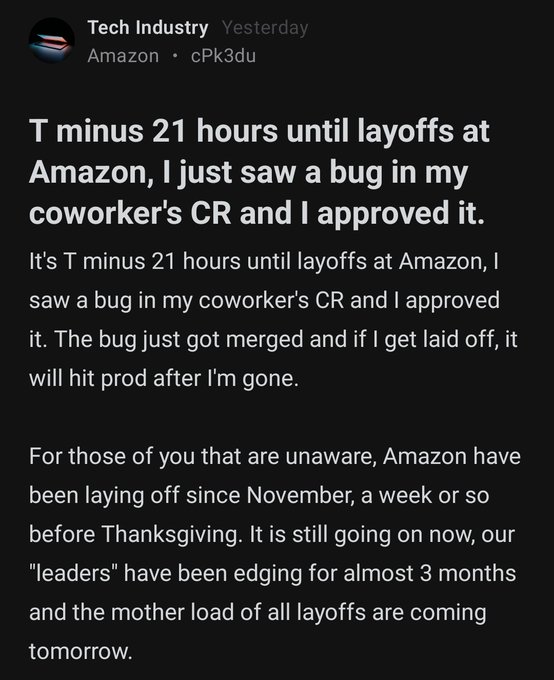 Tech Industry Yesterday
Amazon • cPk3du
T minus 21 hours until layoffs at
Amazon, I just saw a bug in my
coworker's CR and I approved it.
It's T minus 21 hours until layoffs at Amazon, I
saw a bug in my coworker's CR and I approved
it. The bug just got merged and if I get laid off, it
will hit prod after I'm gone.
For those of you that are unaware, Amazon have
been laying off since November, a week or so
before Thanksgiving. It is still going on now, our
"leaders" have been edging for almost 3 months
and the mother load of all layoffs are coming
tomorrow.